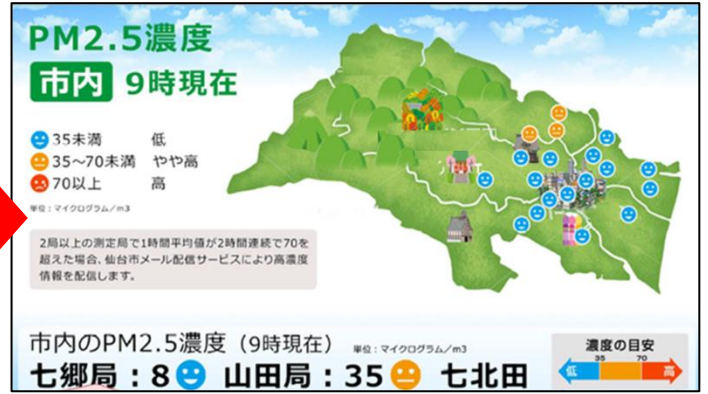 PM2.5濃度
市内 9時現在
35未満 低
35～70未満 やや高
70以上 高
単位：マイクログラム／m3
2局以上の測定局で1時間平均値が2時間連続で70を
超えた場合、仙台市メール配信サービスにより高濃度
情報を配信します。
市内のPM2.5濃度（9時現在） 単位：マイクログラム／m3
七郷局：8 山田局：35 七北田
濃度の目安
35 70
低 高